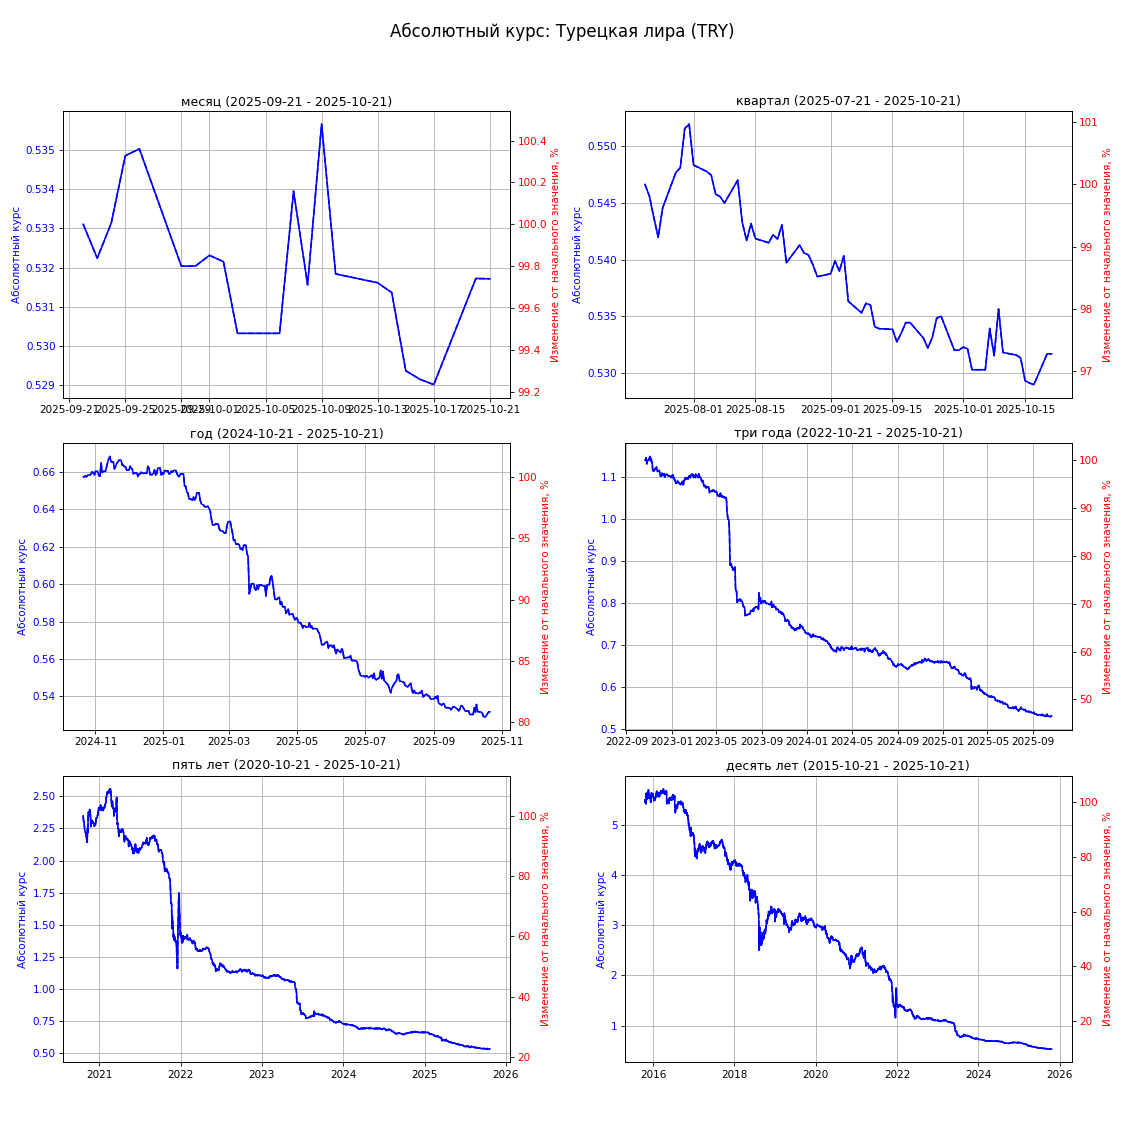 Абсолютный курс: Турецкая лира (TRY)
месяц (2025-09-21 - 2025-10-21)
Абсолютный курс
0.535
0.534
0.533
0.532
0.531
0.530
0.529
100.4
100.2
100.0
99.8
99.6
99.4
99.2
Изменение от начального значения, %
2025-09-21 2025-09-25 2025-09-29 2025-10-01 2025-10-05 2025-10-09 2025-10-13 2025-10-17 2025-10-21
квартал (2025-07-21 - 2025-10-21)
Абсолютный курс
0.550
0.545
0.540
0.535
0.530
101
100
99
98
97
Изменение от начального значения, %
2025-08-01 2025-08-15 2025-09-01 2025-09-15 2025-10-01 2025-10-15
год (2024-10-21 - 2025-10-21)
Абсолютный курс
0.66
0.64
0.62
0.60
0.58
0.56
0.54
100
95
90
85
80
Изменение от начального значения, %
2024-11 2025-01 2025-03 2025-05 2025-07 2025-09 2025-11
три года (2022-10-21 - 2025-10-21)
Абсолютный курс
1.1
1.0
0.9
0.8
0.7
0.6
0.5
100
90
80
70
60
50
Изменение от начального значения, %
2022-09 2023-01 2023-05 2023-09 2024-01 2024-05 2024-09 2025-01 2025-05 2025-09
пять лет (2020-10-21 - 2025-10-21)
Абсолютный курс
2.50
2.25
2.00
1.75
1.50
1.25
1.00
0.75
0.50
100
80
60
40
20
Изменение от начального значения, %
2021 2022 2023 2024 2025 2026
десять лет (2015-10-21 - 2025-10-21)
Абсолютный курс
5
4
3
2
1
100
80
60
40
20
Изменение от начального значения, %
2016 2018 2020 2022 2024 2026